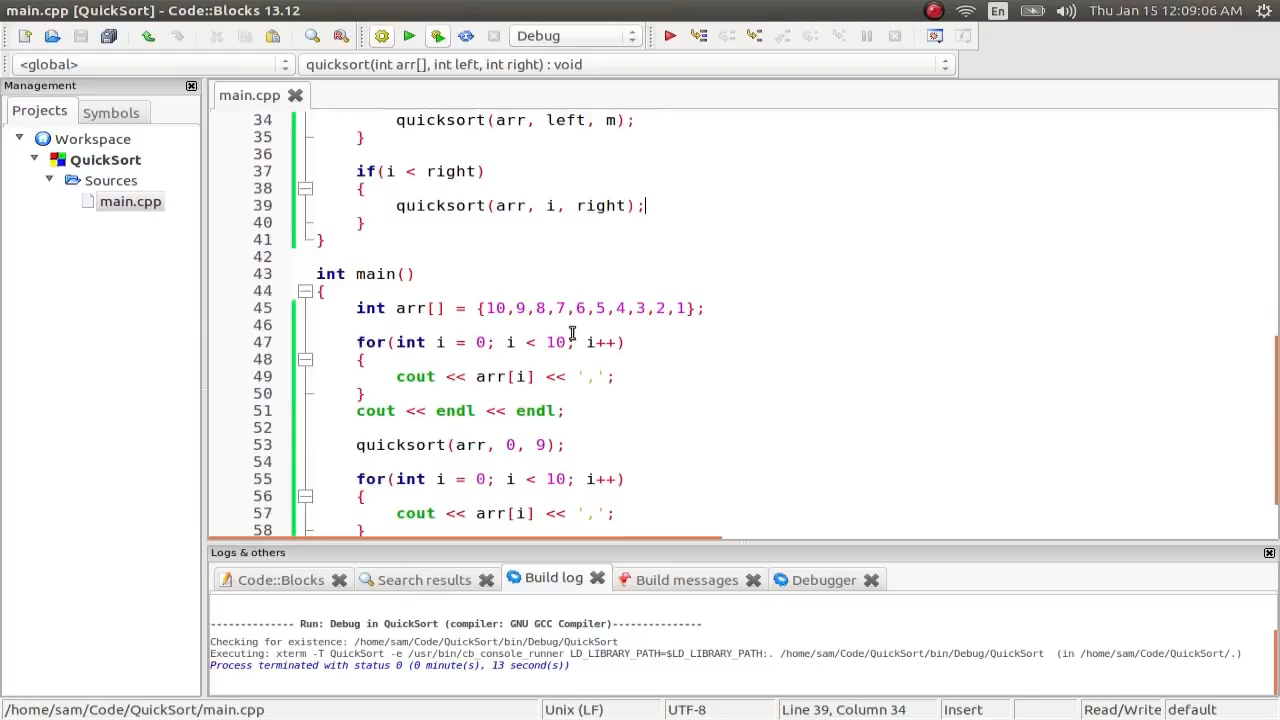 main.cpp [QuickSort] - Code::Blocks 13.12
En
Thu Jan 15 12:09:06 AM
Debug
<global>
quicksort(int arr[], int left, int right) : void
Management
Projects
Symbols
Workspace
QuickSort
Sources
main.cpp
main.cpp
34 quicksort(arr, left, m);
35 }
36
37 if(i < right)
38 {
39 quicksort(arr, i, right);
40 }
41 }
42
43 int main()
44 {
45 int arr[] = {10,9,8,7,6,5,4,3,2,1};
46
47 for(int i = 0; i < 10; i++)
48 {
49 cout << arr[i] << ',';
50 }
51 cout << endl << endl;
52
53 quicksort(arr, 0, 9);
54
55 for(int i = 0; i < 10; i++)
56 {
57 cout << arr[i] << ',';
58 }
Logs & others
Code::Blocks
Search results
Build log
Build messages
Debugger
-------------- Run: Debug in QuickSort (compiler: GNU GCC Compiler)---------------
Checking for existence: /home/sam/Code/QuickSort/bin/Debug/QuickSort
Executing: xterm -T QuickSort -e /usr/bin/cb_console_runner LD_LIBRARY_PATH=$LD_LIBRARY_PATH:. /home/sam/Code/QuickSort/bin/Debug/QuickSort  (in /home/sam/Code/QuickSort/.)
Process terminated with status 0 (0 minute(s), 13 second(s))
/home/sam/Code/QuickSort/main.cpp
Unix (LF)
UTF-8
Line 39, Column 34
Insert
Read/Write
default